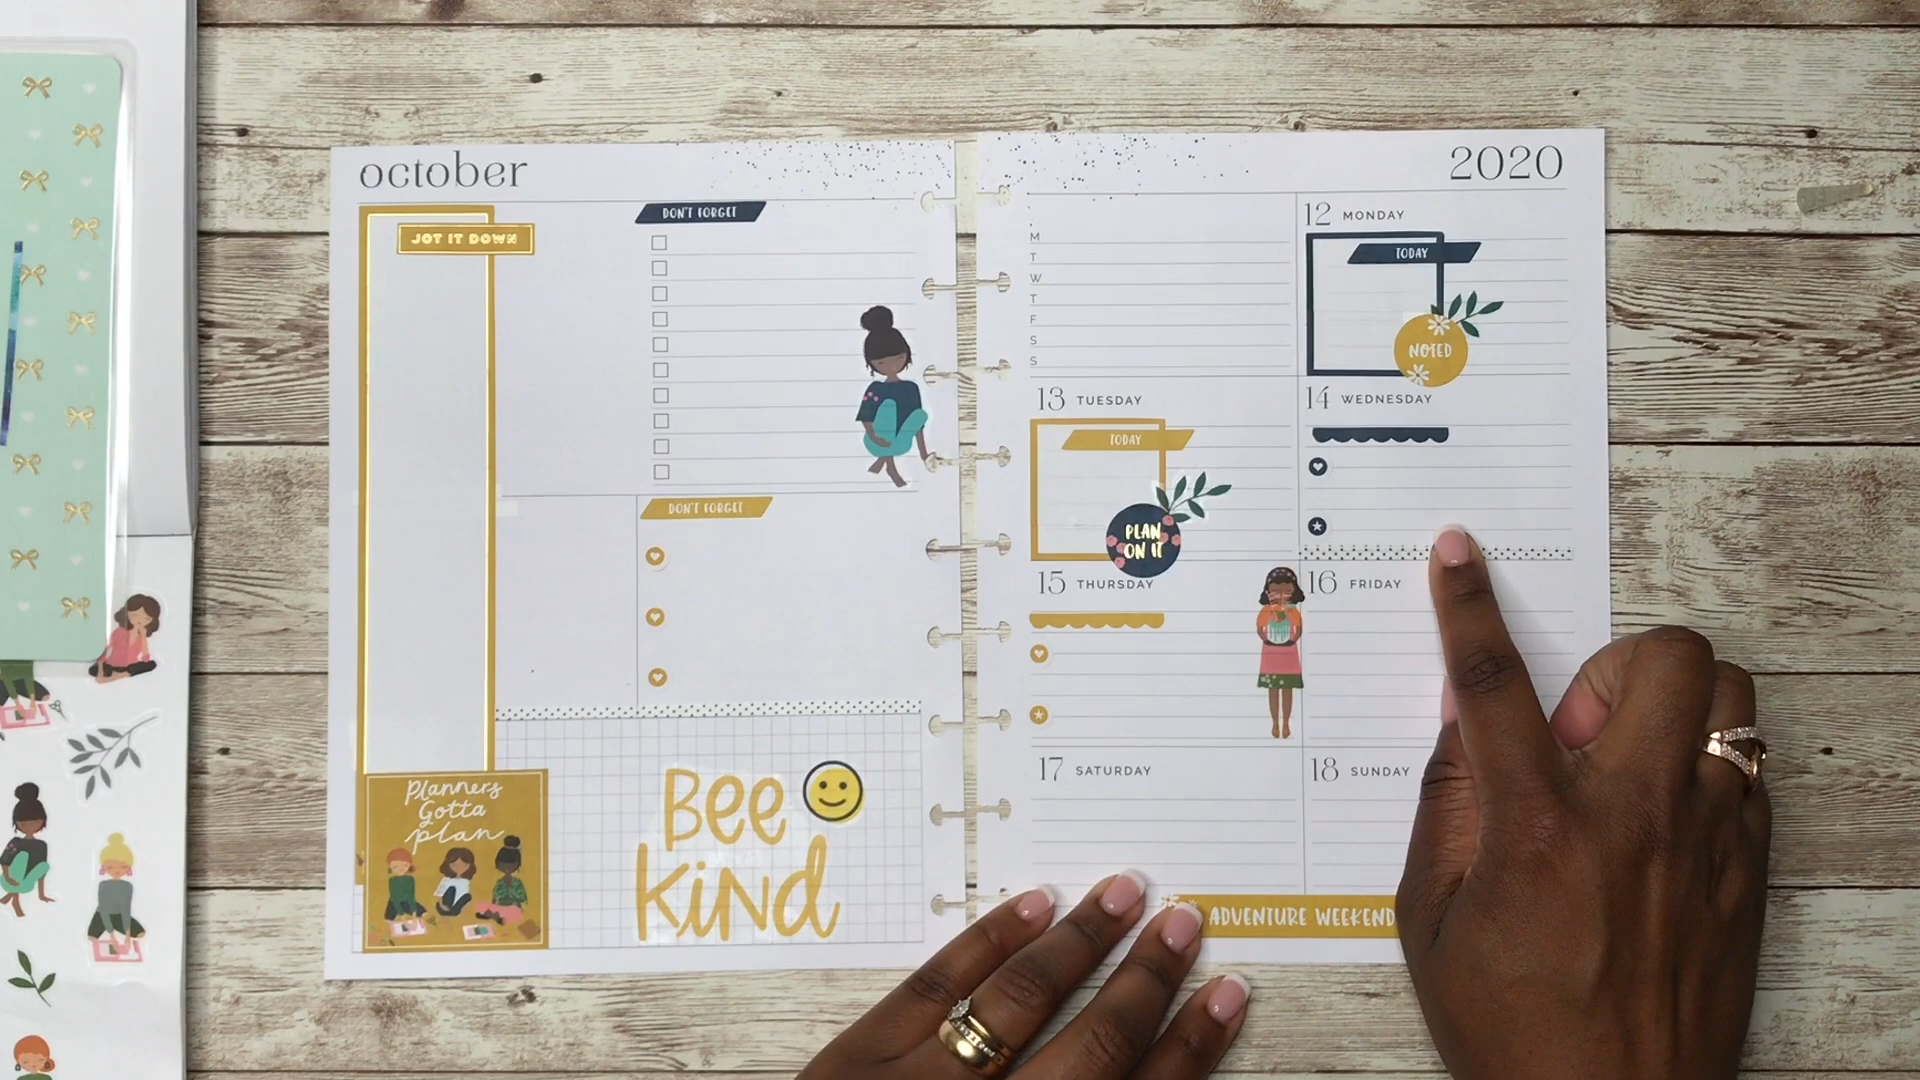 october
JOT IT DOWN
DON'T FORGET
DON'T FORGET
Planners
Gotta
plan
Bee
KiND
2020
M
T
W
T
F
S
S
12 MONDAY
TODAY
NOTED
13 TUESDAY
TODAY
PLAN
ON IT
14 WEDNESDAY
15 THURSDAY
16 FRIDAY
17 SATURDAY
18 SUNDAY
ADVENTURE WEEKEND